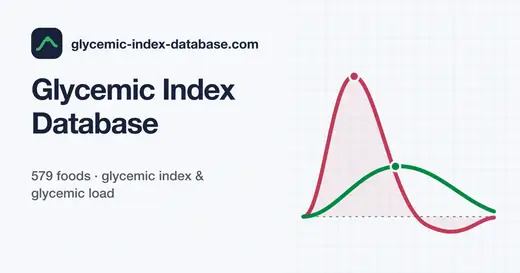 glycemic-index-database.com
Glycemic Index
Database
579 foods · glycemic index &
glycemic load